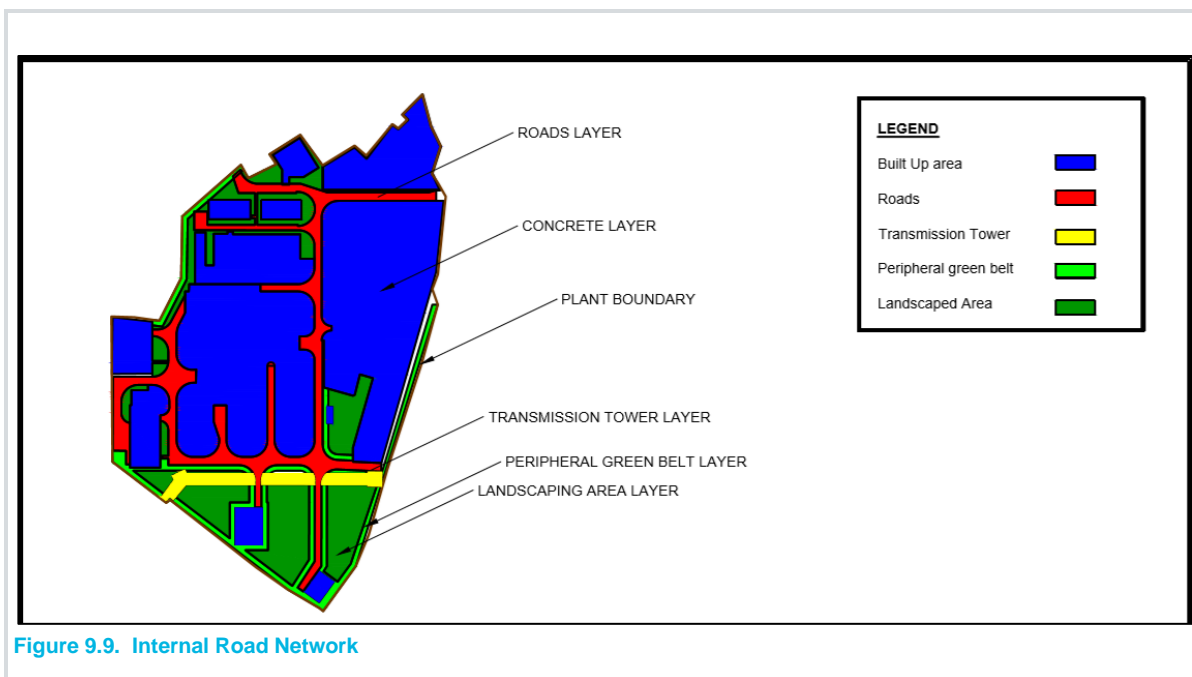 ROADS LAYER
CONCRETE LAYER
PLANT BOUNDARY
TRANSMISSION TOWER LAYER
PERIPHERAL GREEN BELT LAYER
LANDSCAPING AREA LAYER
LEGEND
Built Up area
Roads
Transmission Tower
Peripheral green belt
Landscaped Area
Figure 9.9. Internal Road Network